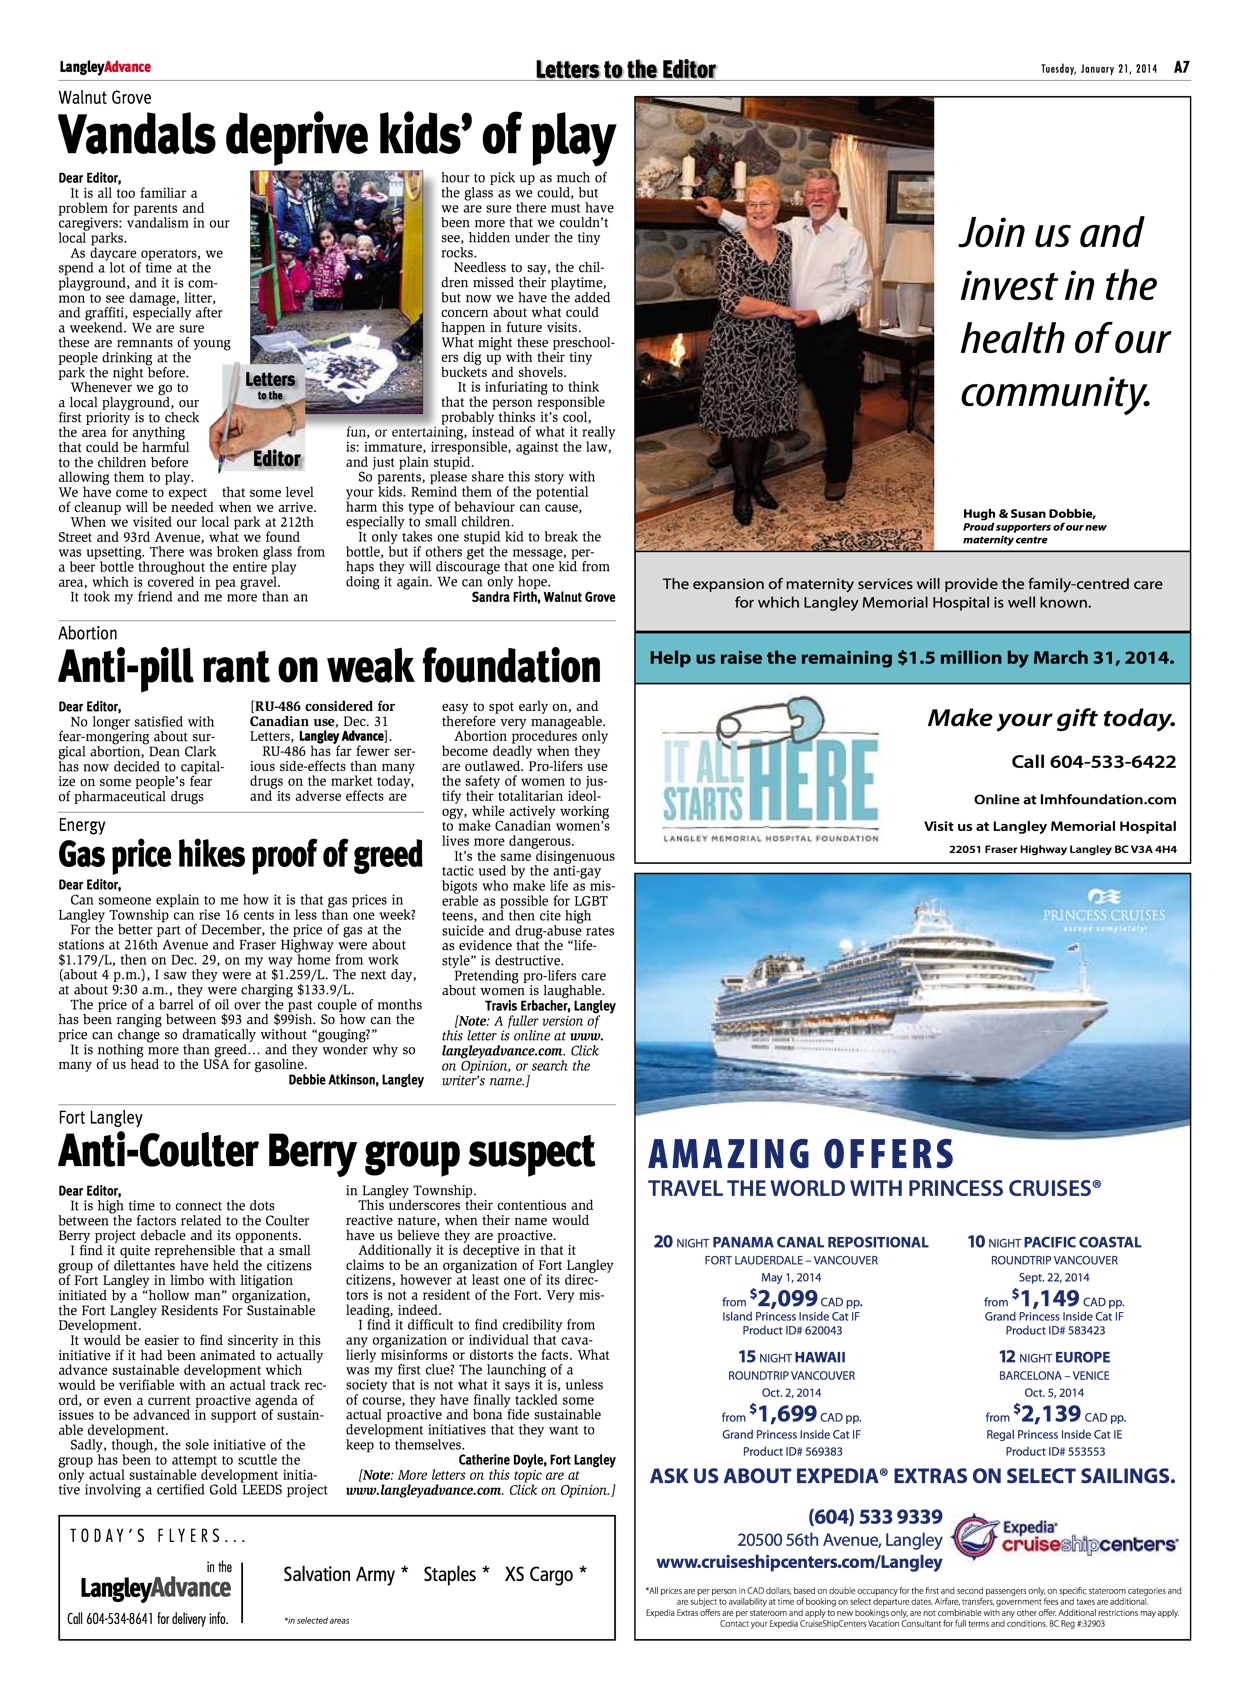 LangleyAdvance
Letters to the Editor
Tuesday, January 21, 2014 A7
Walnut Grove
Vandals deprive kids’ of play
Dear Editor,
It is all too familiar a
problem for parents and
caregivers: vandalism in our
local parks.
As daycare operators, we
spend a lot of time at the
playground, and it is com-
mon to see damage, litter,
and graffiti, especially after
a weekend. We are sure
these are remnants of young
people drinking at the
park the night before.
Whenever we go to
a local playground, our
first priority is to check
the area for anything
that could be harmful
to the children before
allowing them to play.
We have come to expect that some level
of cleanup will be needed when we arrive.
When we visited our local park at 212th
Street and 93rd Avenue, what we found
was upsetting. There was broken glass from
a beer bottle throughout the entire play
area, which is covered in pea gravel.
It took my friend and me more than an
Letters
to the
Editor
hour to pick up as much of
the glass as we could, but
we are sure there must have
been more that we couldn’t
see, hidden under the tiny
rocks.
Needless to say, the chil-
dren missed their playtime,
but now we have the added
concern about what could
happen in future visits.
What might these preschool-
ers dig up with their tiny
buckets and shovels.
It is infuriating to think
that the person responsible
probably thinks it’s cool,
fun, or entertaining, instead of what it really
is: immature, irresponsible, against the law,
and just plain stupid.
So parents, please share this story with
your kids. Remind them of the potential
harm this type of behaviour can cause,
especially to small children.
It only takes one stupid kid to break the
bottle, but if others get the message, per-
haps they will discourage that one kid from
doing it again. We can only hope.
Sandra Firth, Walnut Grove
Abortion
Anti-pill rant on weak foundation
Dear Editor,
No longer satisfied with
fear-mongering about sur-
gical abortion, Dean Clark
has now decided to capital-
ize on some people’s fear
of pharmaceutical drugs
[RU-486 considered for
Canadian use, Dec. 31
Letters, Langley Advance].
RU-486 has far fewer ser-
ious side-effects than many
drugs on the market today,
and its adverse effects are
easy to spot early on, and
therefore very manageable.
Abortion procedures only
become deadly when they
are outlawed. Pro-lifers use
the safety of women to jus-
tify their totalitarian ideol-
ogy, while actively working
to make Canadian women’s
lives more dangerous.
It’s the same disingenuous
tactic used by the anti-gay
bigots who make life as mis-
erable as possible for LGBT
teens, and then cite high
suicide and drug-abuse rates
as evidence that the “life-
style” is destructive.
Pretending pro-lifers care
about women is laughable.
Travis Erbacher, Langley
[Note: A fuller version of
this letter is online at www.
langleyadvance.com. Click
on Opinion, or search the
writer’s name.]
Energy
Gas price hikes proof of greed
Dear Editor,
Can someone explain to me how it is that gas prices in
Langley Township can rise 16 cents in less than one week?
For the better part of December, the price of gas at the
stations at 216th Avenue and Fraser Highway were about
$1.179/L, then on Dec. 29, on my way home from work
(about 4 p.m.), I saw they were at $1.259/L. The next day,
at about 9:30 a.m., they were charging $133.9/L.
The price of a barrel of oil over the past couple of months
has been ranging between $93 and $99ish. So how can the
price can change so dramatically without “gouging?”
It is nothing more than greed… and they wonder why so
many of us head to the USA for gasoline.
Debbie Atkinson, Langley
Fort Langley
Anti-Coulter Berry group suspect
Dear Editor,
It is high time to connect the dots
between the factors related to the Coulter
Berry project debacle and its opponents.
I find it quite reprehensible that a small
group of dilettantes have held the citizens
of Fort Langley in limbo with litigation
initiated by a “hollow man” organization,
the Fort Langley Residents For Sustainable
Development.
It would be easier to find sincerity in this
initiative if it had been animated to actually
advance sustainable development which
would be verifiable with an actual track rec-
ord, or even a current proactive agenda of
issues to be advanced in support of sustain-
able development.
Sadly, though, the sole initiative of the
group has been to attempt to scuttle the
only actual sustainable development initia-
tive involving a certified Gold LEEDS project
in Langley Township.
This underscores their contentious and
reactive nature, when their name would
have us believe they are proactive.
Additionally it is deceptive in that it
claims to be an organization of Fort Langley
citizens, however at least one of its direc-
tors is not a resident of the Fort. Very mis-
leading, indeed.
I find it difficult to find credibility from
any organization or individual that cava-
lierly misinforms or distorts the facts. What
was my first clue? The launching of a
society that is not what it says it is, unless
of course, they have finally tackled some
actual proactive and bona fide sustainable
development initiatives that they want to
keep to themselves.
Catherine Doyle, Fort Langley
[Note: More letters on this topic are at
www.langleyadvance.com. Click on Opinion.]
TODAY’S FLYERS...
in the
LangleyAdvance
Call 604-534-8641 for delivery info.
Salvation Army * Staples * XS Cargo *
*in selected areas
Join us and
invest in the
health of our
community.
Hugh & Susan Dobbie,
Proud supporters of our new
maternity centre
The expansion of maternity services will provide the family-centred care
for which Langley Memorial Hospital is well known.
Help us raise the remaining $1.5 million by March 31, 2014.
IT ALL
STARTS
HERE
LANGLEY MEMORIAL HOSPITAL FOUNDATION
Make your gift today.
Call 604-533-6422
Online at lmhfoundation.com
Visit us at Langley Memorial Hospital
22051 Fraser Highway Langley BC V3A 4H4
PRINCESS CRUISES
escape completely
AMAZING OFFERS
TRAVEL THE WORLD WITH PRINCESS CRUISES®
20 NIGHT PANAMA CANAL REPOSITIONAL
FORT LAUDERDALE – VANCOUVER
May 1, 2014
from $2,099 CAD pp.
Island Princess Inside Cat IF
Product ID# 620043
10 NIGHT PACIFIC COASTAL
ROUNDTRIP VANCOUVER
Sept. 22, 2014
from $1,149 CAD pp.
Grand Princess Inside Cat IF
Product ID# 583423
15 NIGHT HAWAII
ROUNDTRIP VANCOUVER
Oct. 2, 2014
from $1,699 CAD pp.
Grand Princess Inside Cat IF
Product ID# 569383
12 NIGHT EUROPE
BARCELONA – VENICE
Oct. 5, 2014
from $2,139 CAD pp.
Regal Princess Inside Cat IE
Product ID# 553553
ASK US ABOUT EXPEDIA® EXTRAS ON SELECT SAILINGS.
(604) 533 9339
20500 56th Avenue, Langley
www.cruiseshipcenters.com/Langley
Expedia®
cruiseshipcenters®
*All prices are per person in CAD dollars, based on double occupancy for the first and second passengers only, on specific stateroom categories and
are subject to availability at time of booking on select departure dates. Airfare, transfers, government fees and taxes are additional.
Expedia Extras offers are per stateroom and apply to new bookings only, are not combinable with any other offer. Additional restrictions may apply.
Contact your Expedia CruiseShipCenters Vacation Consultant for full terms and conditions. BC Reg #:32903